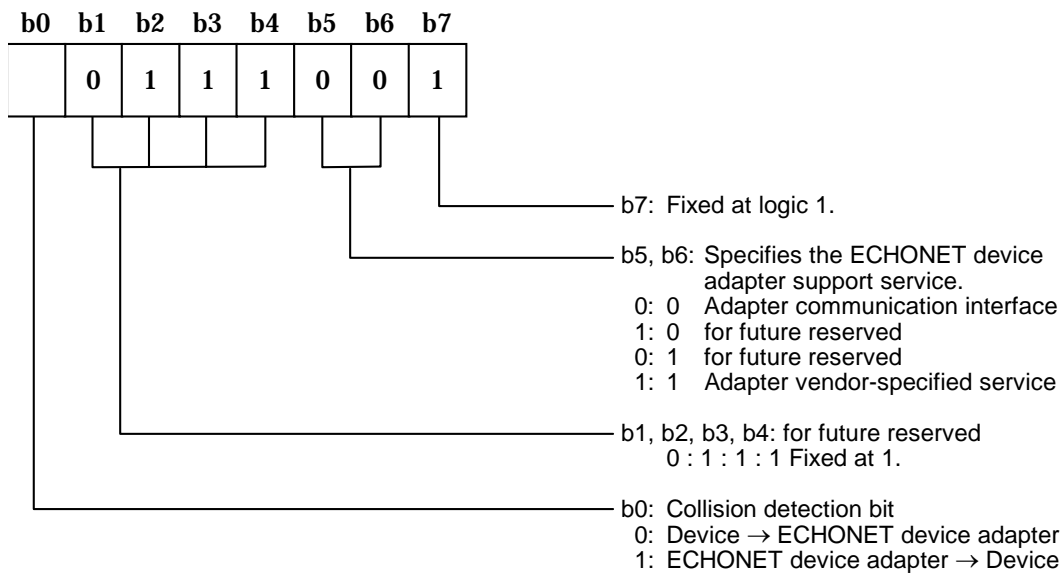 b0 b1 b2 b3 b4 b5 b6 b7
0 1 1 1 0 0 1
b7: Fixed at logic 1.
b5, b6: Specifies the ECHONET device
adapter support service.
0: 0 Adapter communication interface
1: 0 for future reserved
0: 1 for future reserved
1: 1 Adapter vendor-specified service
b1, b2, b3, b4: for future reserved
0 : 1 : 1 : 1 Fixed at 1.
b0: Collision detection bit
0: Device → ECHONET device adapter
1: ECHONET device adapter → Device